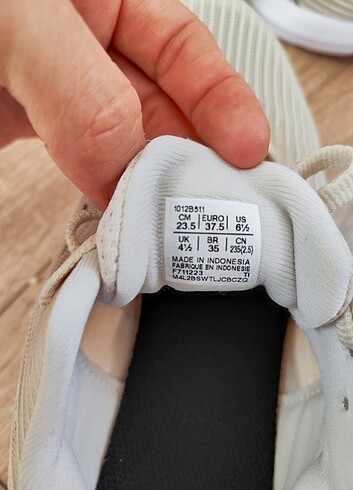 1012B511
CM EURO US
23.5 37.5 6½
UK BR CN
4½ 35 235(2.5)
MADE IN INDONESIA
FABRIQUE EN INDONESIE
F711223 TI
M4L2BSWTLJCBCZQ